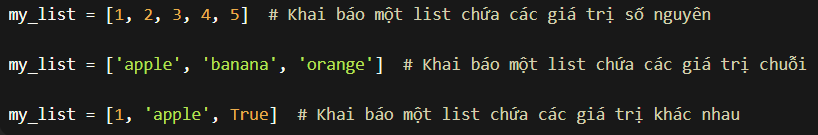 my_list = [1, 2, 3, 4, 5]  # Khai báo một list chứa các giá trị số nguyên
my_list = ['apple', 'banana', 'orange']  # Khai báo một list chứa các giá trị chuỗi
my_list = [1, 'apple', True]  # Khai báo một list chứa các giá trị khác nhau